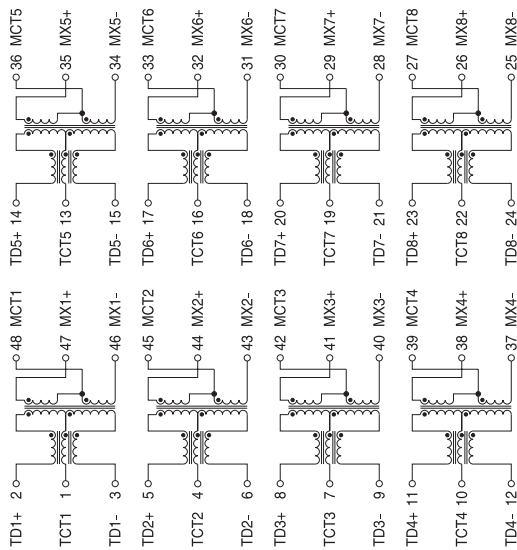 36 MCT5
35 MX5+
34 MX5-
33 MCT6
32 MX6+
31 MX6-
30 MCT7
29 MX7+
28 MX7-
27 MCT8
26 MX8+
25 MX8-
TD5+ 14
TCT5 13
TD5- 15
TD6+ 17
TCT6 16
TD6- 18
TD7+ 20
TCT7 19
TD7- 21
TD8+ 23
TCT8 22
TD8- 24
48 MCT1
47 MX1+
46 MX1-
45 MCT2
44 MX2+
43 MX2-
42 MCT3
41 MX3+
40 MX3-
39 MCT4
38 MX4+
37 MX4-
TD1+ 2
TCT1 1
TD1- 3
TD2+ 5
TCT2 4
TD2- 6
TD3+ 8
TCT3 7
TD3- 9
TD4+ 11
TCT4 10
TD4- 12